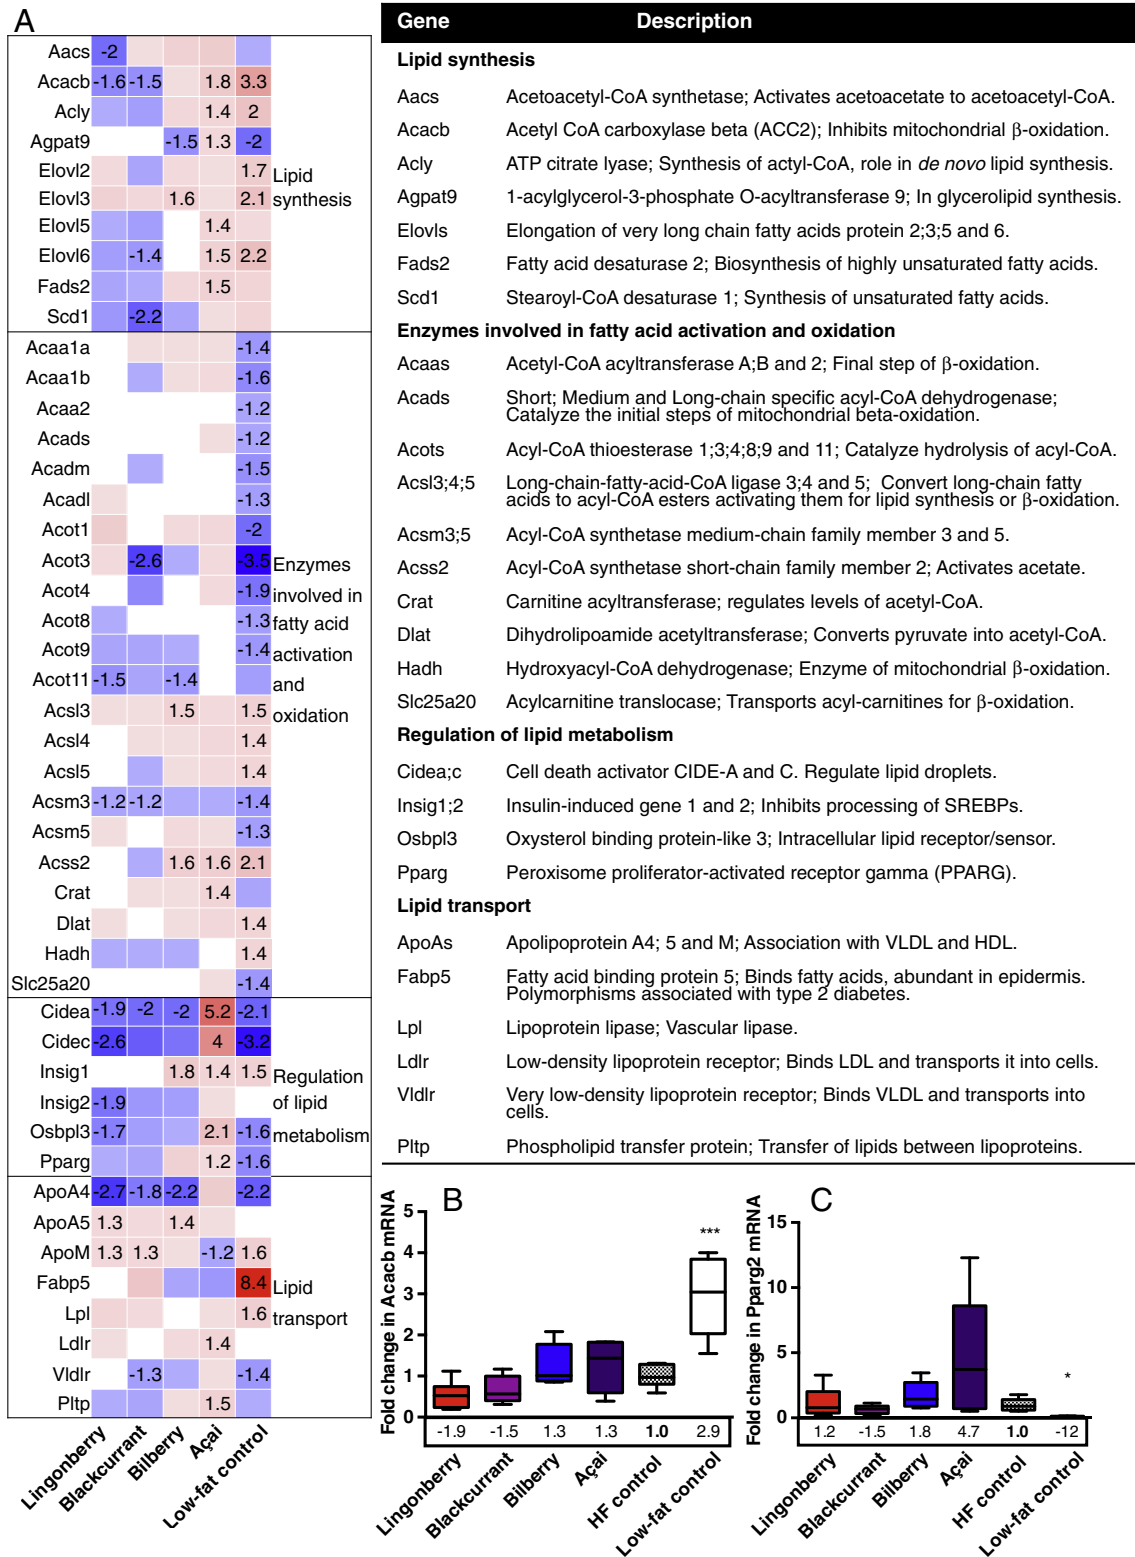 A
Aacs -2
Acacb -1.6 -1.5 1.8 3.3
Acly 1.4 2
Agpat9 -1.5 1.3 -2
Elovl2 1.7
Elovl3 1.6 2.1
Elovl5 1.4
Elovl6 -1.4 1.5 2.2
Fads2 1.5
Scd1 -2.2
Lipid
synthesis
Acaa1a -1.4
Acaa1b -1.6
Acaa2 -1.2
Acads -1.2
Acadm -1.5
Acadl -1.3
Acot1 -2
Acot3 -2.6 -3.5
Acot4 -1.9
Acot8 -1.3
Acot9 -1.4
Acot11 -1.5 -1.4
Acsl3 1.5 1.5
Acsl4 1.4
Acsl5 1.4
Acsm3 -1.2 -1.2 -1.4
Acsm5 -1.3
Acss2 1.6 1.6 2.1
Crat 1.4
Dlat 1.4
Hadh 1.4
Slc25a20 -1.4
Enzymes
involved in
fatty acid
activation
and
oxidation
Cidea -1.9 -2 -2 5.2 -2.1
Cidec -2.6 4 -3.2
Insig1 1.8 1.4 1.5
Insig2 -1.9
Osbpl3 -1.7 2.1 -1.6
Pparg 1.2 -1.6
Regulation
of lipid
metabolism
ApoA4 -2.7 -1.8 -2.2 -2.2
ApoA5 1.3 1.4
ApoM 1.3 1.3 -1.2 1.6
Fabp5 8.4
Lpl 1.6
Ldlr 1.4
Vldlr -1.3 -1.4
Pltp 1.5
Lipid
transport
Lingonberry
Blackcurrant
Bilberry
Açai
Low-fat control
Gene Description
Lipid synthesis
Aacs Acetoacetyl-CoA synthetase; Activates acetoacetate to acetoacetyl-CoA.
Acacb Acetyl CoA carboxylase beta (ACC2); Inhibits mitochondrial β-oxidation.
Acly ATP citrate lyase; Synthesis of actyl-CoA, role in de novo lipid synthesis.
Agpat9 1-acylglycerol-3-phosphate O-acyltransferase 9; In glycerolipid synthesis.
Elovls Elongation of very long chain fatty acids protein 2;3;5 and 6.
Fads2 Fatty acid desaturase 2; Biosynthesis of highly unsaturated fatty acids.
Scd1 Stearoyl-CoA desaturase 1; Synthesis of unsaturated fatty acids.
Enzymes involved in fatty acid activation and oxidation
Acaas Acetyl-CoA acyltransferase A;B and 2; Final step of β-oxidation.
Acads Short; Medium and Long-chain specific acyl-CoA dehydrogenase;
Catalyze the initial steps of mitochondrial beta-oxidation.
Acots Acyl-CoA thioesterase 1;3;4;8;9 and 11; Catalyze hydrolysis of acyl-CoA.
Acsl3;4;5 Long-chain-fatty-acid-CoA ligase 3;4 and 5; Convert long-chain fatty
acids to acyl-CoA esters activating them for lipid synthesis or β-oxidation.
Acsm3;5 Acyl-CoA synthetase medium-chain family member 3 and 5.
Acss2 Acyl-CoA synthetase short-chain family member 2; Activates acetate.
Crat Carnitine acyltransferase; regulates levels of acetyl-CoA.
Dlat Dihydrolipoamide acetyltransferase; Converts pyruvate into acetyl-CoA.
Hadh Hydroxyacyl-CoA dehydrogenase; Enzyme of mitochondrial β-oxidation.
Slc25a20 Acylcarnitine translocase; Transports acyl-carnitines for β-oxidation.
Regulation of lipid metabolism
Cidea;c Cell death activator CIDE-A and C. Regulate lipid droplets.
Insig1;2 Insulin-induced gene 1 and 2; Inhibits processing of SREBPs.
Osbpl3 Oxysterol binding protein-like 3; Intracellular lipid receptor/sensor.
Pparg Peroxisome proliferator-activated receptor gamma (PPARG).
Lipid transport
ApoAs Apolipoprotein A4; 5 and M; Association with VLDL and HDL.
Fabp5 Fatty acid binding protein 5; Binds fatty acids, abundant in epidermis.
Polymorphisms associated with type 2 diabetes.
Lpl Lipoprotein lipase; Vascular lipase.
Ldlr Low-density lipoprotein receptor; Binds LDL and transports it into cells.
Vldlr Very low-density lipoprotein receptor; Binds VLDL and transports into
cells.
Pltp Phospholipid transfer protein; Transfer of lipids between lipoproteins.
B
Fold change in Acacb mRNA
5
4
3
2
1
0
***
-1.9 -1.5 1.3 1.3 1.0 2.9
Lingonberry
Blackcurrant
Bilberry
Açai
HF control
Low-fat control
C
Fold change in Pparg2 mRNA
15
10
5
0
*
1.2 -1.5 1.8 4.7 1.0 -12
Lingonberry
Blackcurrant
Bilberry
Açai
HF control
Low-fat control